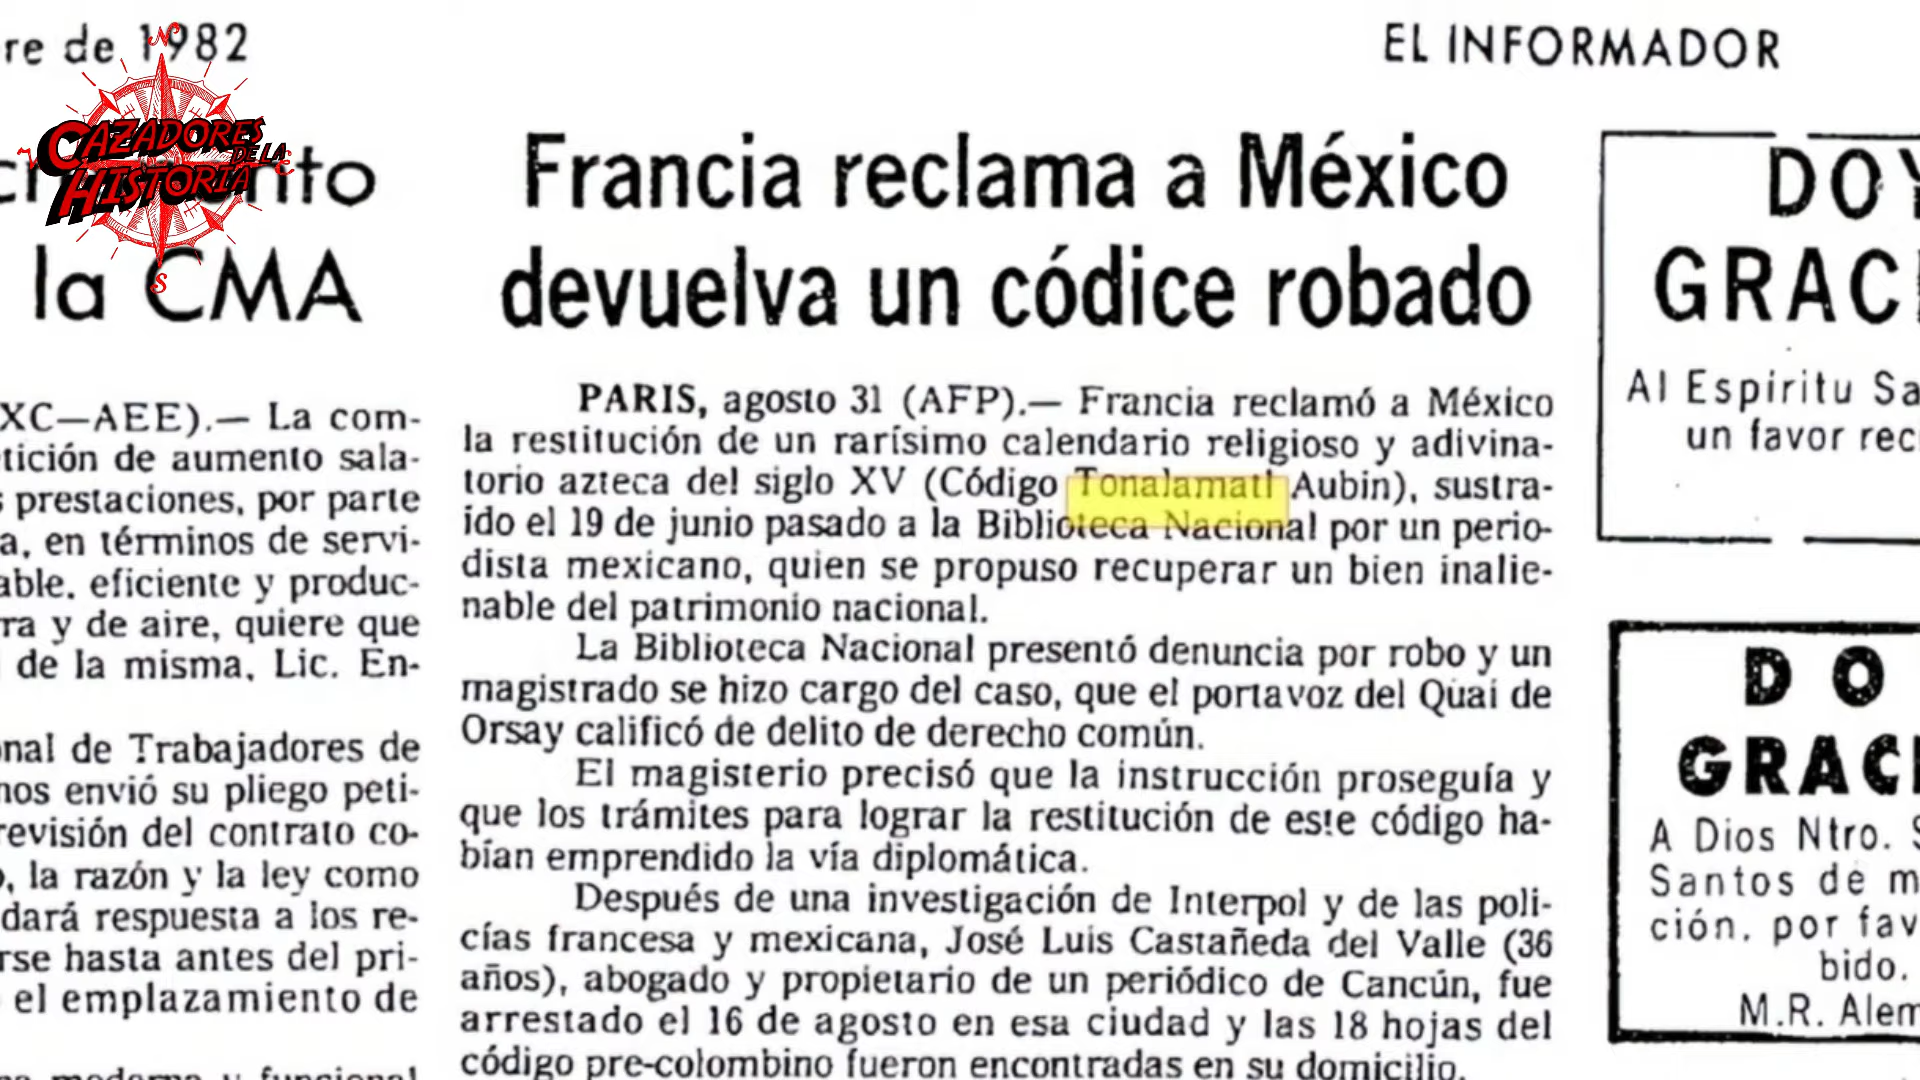 re de 1982
EL INFORMADOR
N
CAZADORES
DE LA
HISTORIA
S
nto
la CMA
XC—AEE).— La com-
tición de aumento sala-
s prestaciones, por parte
a, en términos de servi-
able, eficiente y produc-
ra y de aire, quiere que
l de la misma, Lic. En-
onal de Trabajadores de
nos envió su pliego peti-
revisión del contrato co-
o, la razón y la ley como
dará respuesta a los re-
rse hasta antes del pri-
el emplazamiento de
na moderna y funcional
Francia reclama a México
devuelva un códice robado
PARIS, agosto 31 (AFP).— Francia reclamó a México
la restitución de un rarísimo calendario religioso y adivina-
torio azteca del siglo XV (Código Tonalamatl Aubin), sustra-
ído el 19 de junio pasado a la Biblioteca Nacional por un perio-
dista mexicano, quien se propuso recuperar un bien inalie-
nable del patrimonio nacional.
La Biblioteca Nacional presentó denuncia por robo y un
magistrado se hizo cargo del caso, que el portavoz del Quai de
Orsay calificó de delito de derecho común.
El magisterio precisó que la instrucción proseguía y
que los trámites para lograr la restitución de este código ha-
bían emprendido la vía diplomática.
Después de una investigación de Interpol y de las poli-
cías francesa y mexicana, José Luis Castañeda del Valle (36
años), abogado y propietario de un periódico de Cancún, fue
arrestado el 16 de agosto en esa ciudad y las 18 hojas del
código pre-colombino fueron encontradas en su domicilio.
DOY
GRACI
Al Espiritu Sa
un favor reci
D O
GRACI
A Dios Ntro. S
Santos de m
ción, por fav
bido.
M.R. Alem